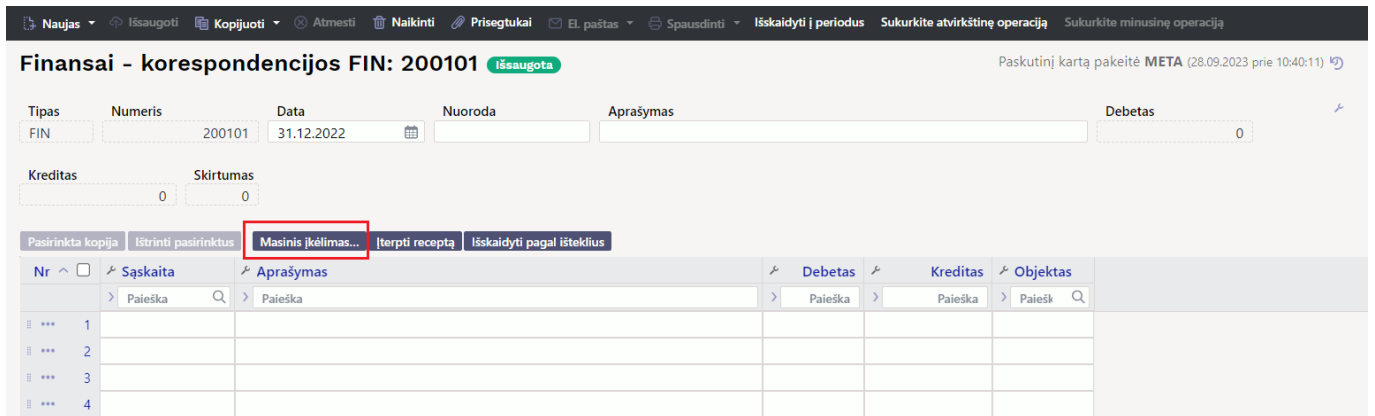 Naujas Išsaugoti Kopijuoti Atmesti Naikinti Prisegtukai El. paštas Spausdinti Išskaidyti į periodus Sukurkite atvirkštinę operaciją Sukurkite minusinę operaciją
Finansai - korespondencijos FIN: 200101 Išsaugota Paskutinį kartą pakeitė META (28.09.2023 prie 10:40:11)
Tipas Numeris Data Nuoroda Aprašymas Debetas
FIN 200101 31.12.2022 0
Kreditas Skirtumas
0 0
Pasirinkta kopija Ištrinti pasirinktus Masinis įkėlimas... Įterpti receptą Išskaidyti pagal išteklius
Nr Sąskaita Aprašymas Debetas Kreditas Objektas
Paieška Paieška Paieška Paieška Paiešk
1
2
3
4